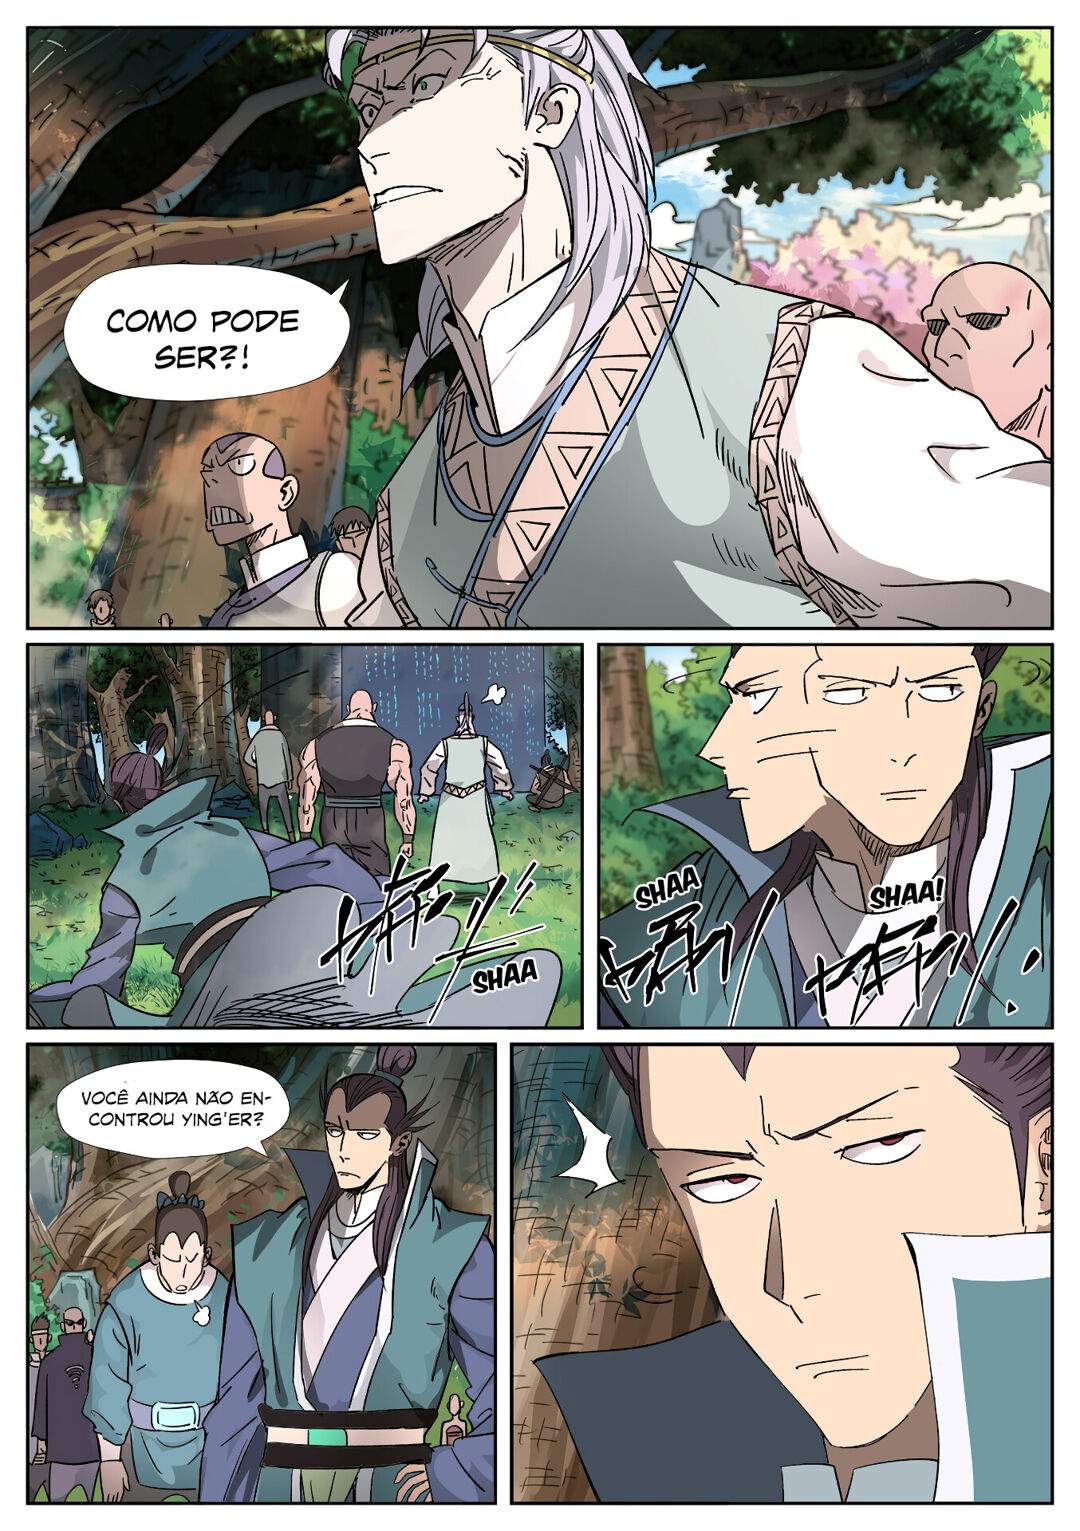 COMO PODE
SER?!
SHAA
SHAA
SHAA!
VOCÊ AINDA NÃO EN-
CONTROU YING'ER?